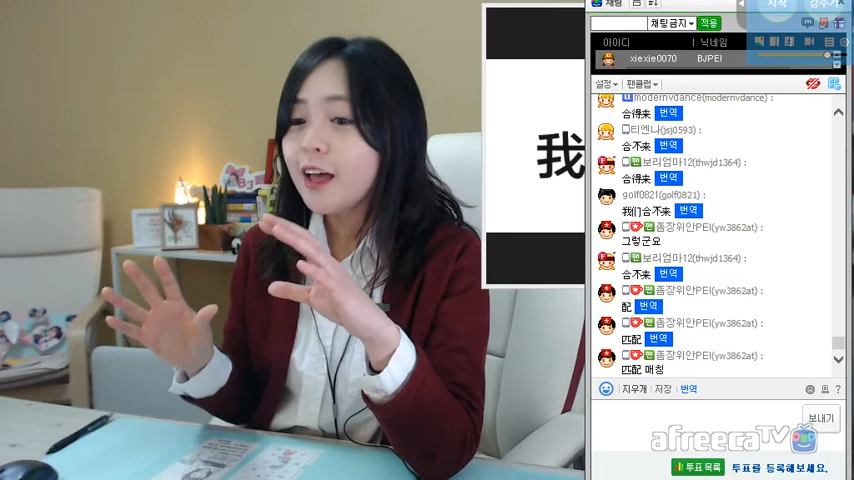 我
채팅
채팅금지
적용
아이디 닉네임
xiexie0070 BJPEI
설정 팬클럽
modernvdance(modernvdance) :
合得来 번역
티엔나(jsj0593) :
合不来 번역
팬 보리엄마12(thwjd1364) :
合得来 번역
golf0821(golf0821) :
我们合不来 번역
팬 좀장위안PEI(yw3862at) :
그렇군요
팬 보리엄마12(thwjd1364) :
合不来 번역
팬 좀장위안PEI(yw3862at) :
配 번역
팬 좀장위안PEI(yw3862at) :
匹配 번역
팬 좀장위안PEI(yw3862at) :
匹配 매칭
지우개 저장 번역
보내기
afreecaTV
투표 목록 투표를 등록해보세요.